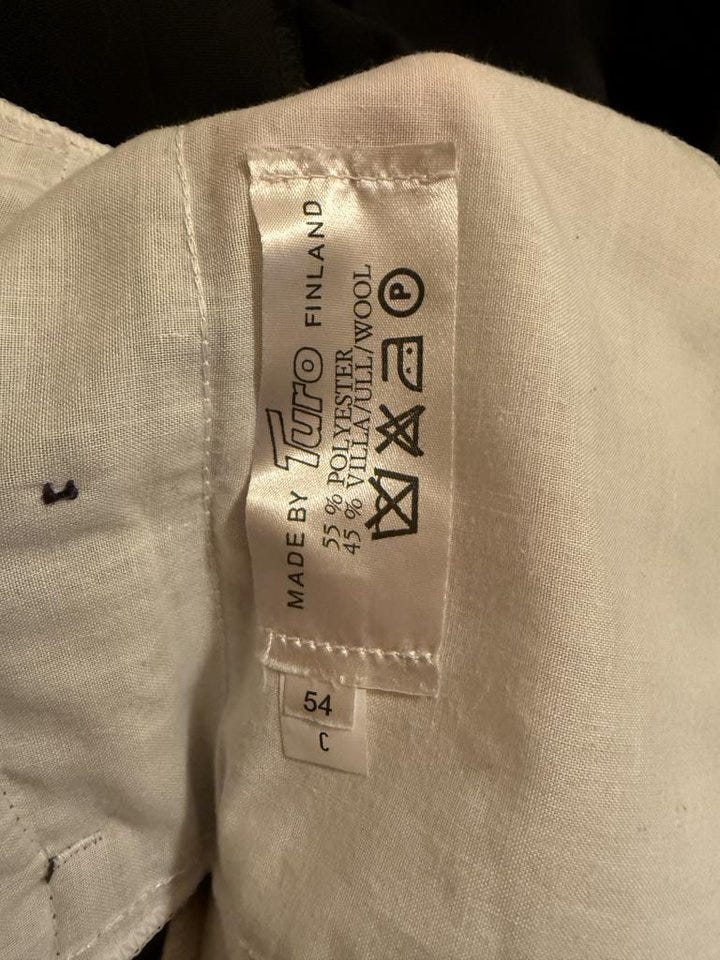 MADE BY Turo FINLAND
55 % POLYESTER
45 % VILLA/ULL/WOOL
P
54
C